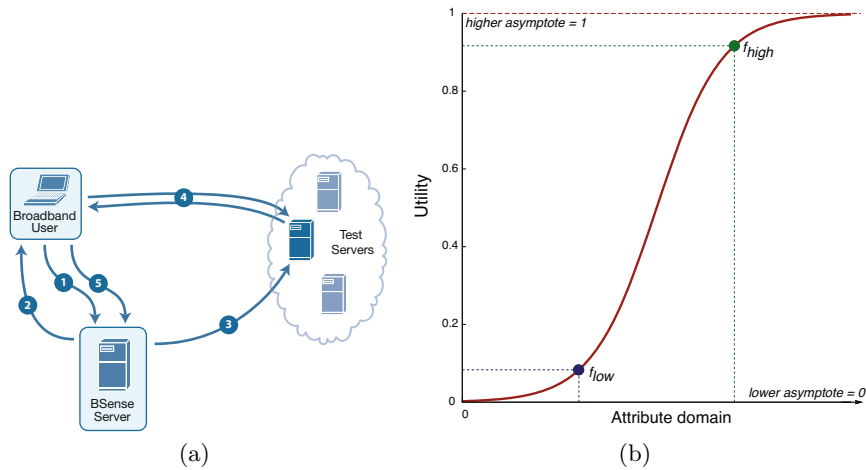 Broadband
User
4
Test
Servers
1
5
2
3
BSense
Server
(a)
1
higher asymptote = 1
f_high
0.8
0.6
Utility
0.4
0.2
f_low
lower asymptote = 0
0
0
Attribute domain
(b)